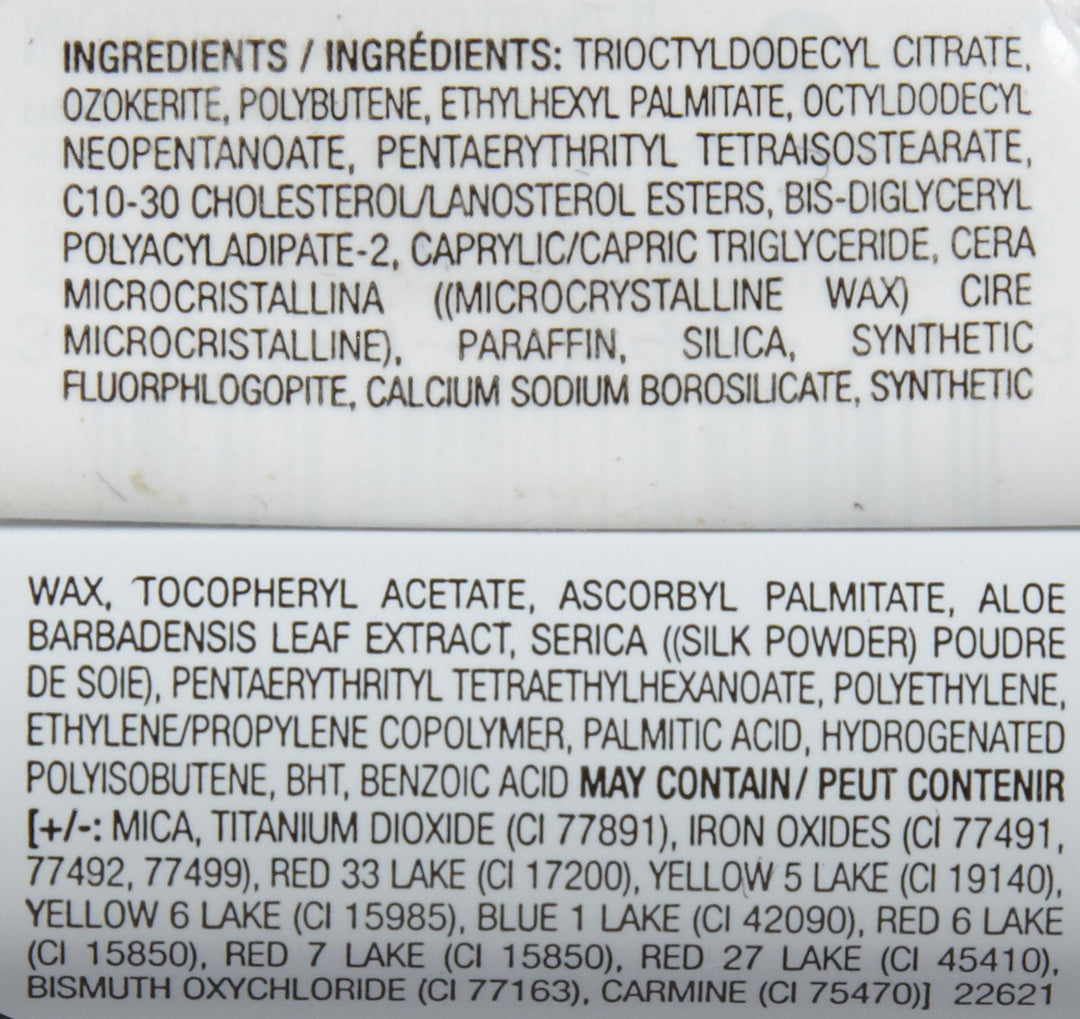 INGREDIENTS / INGRÉDIENTS: TRIOCTYLDODECYL CITRATE,
OZOKERITE, POLYBUTENE, ETHYLHEXYL PALMITATE, OCTYLDODECYL
NEOPENTANOATE, PENTAERYTHRITYL TETRAISOSTEARATE,
C10-30 CHOLESTEROL/LANOSTEROL ESTERS, BIS-DIGLYCERYL
POLYACYLADIPATE-2, CAPRYLIC/CAPRIC TRIGLYCERIDE, CERA
MICROCRISTALLINA ((MICROCRYSTALLINE WAX) CIRE
MICROCRISTALLINE), PARAFFIN, SILICA, SYNTHETIC
FLUORPHLOGOPITE, CALCIUM SODIUM BOROSILICATE, SYNTHETIC
WAX, TOCOPHERYL ACETATE, ASCORBYL PALMITATE, ALOE
BARBADENSIS LEAF EXTRACT, SERICA ((SILK POWDER) POUDRE
DE SOIE), PENTAERYTHRITYL TETRAETHYLHEXANOATE, POLYETHYLENE,
ETHYLENE/PROPYLENE COPOLYMER, PALMITIC ACID, HYDROGENATED
POLYISOBUTENE, BHT, BENZOIC ACID MAY CONTAIN/ PEUT CONTENIR
[+/-: MICA, TITANIUM DIOXIDE (CI 77891), IRON OXIDES (CI 77491,
77492, 77499), RED 33 LAKE (CI 17200), YELLOW 5 LAKE (CI 19140),
YELLOW 6 LAKE (CI 15985), BLUE 1 LAKE (CI 42090), RED 6 LAKE
(CI 15850), RED 7 LAKE (CI 15850), RED 27 LAKE (CI 45410),
BISMUTH OXYCHLORIDE (CI 77163), CARMINE (CI 75470)] 22621